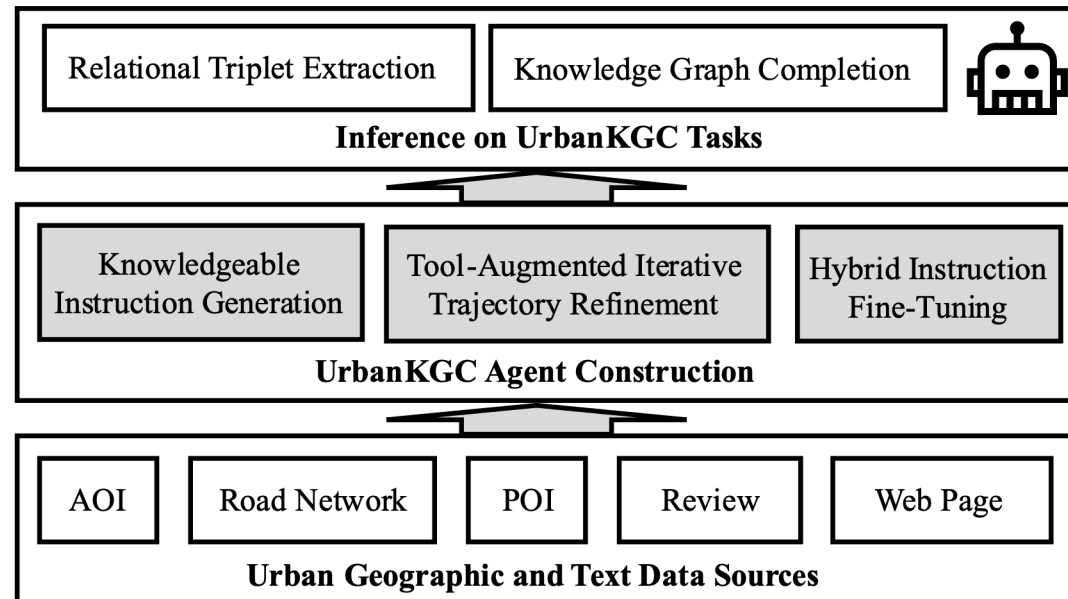 Relational Triplet Extraction
Knowledge Graph Completion
Inference on UrbanKGC Tasks
Knowledgeable
Instruction Generation
Tool-Augmented Iterative
Trajectory Refinement
Hybrid Instruction
Fine-Tuning
UrbanKGC Agent Construction
AOI
Road Network
POI
Review
Web Page
Urban Geographic and Text Data Sources